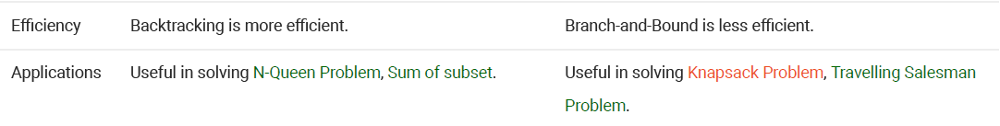 Efficiency Backtracking is more efficient. Branch-and-Bound is less efficient.
Applications Useful in solving N-Queen Problem, Sum of subset. Useful in solving Knapsack Problem, Travelling Salesman
Problem.